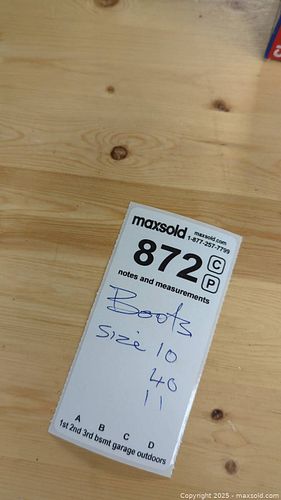 maxsold maxsold.com
1-877-257-7799
872 C
P
notes and measurements
Boots
size 10
40
11
A B C D
1st 2nd 3rd bsmt garage outdoors
Copyright 2025 - maxsold.com